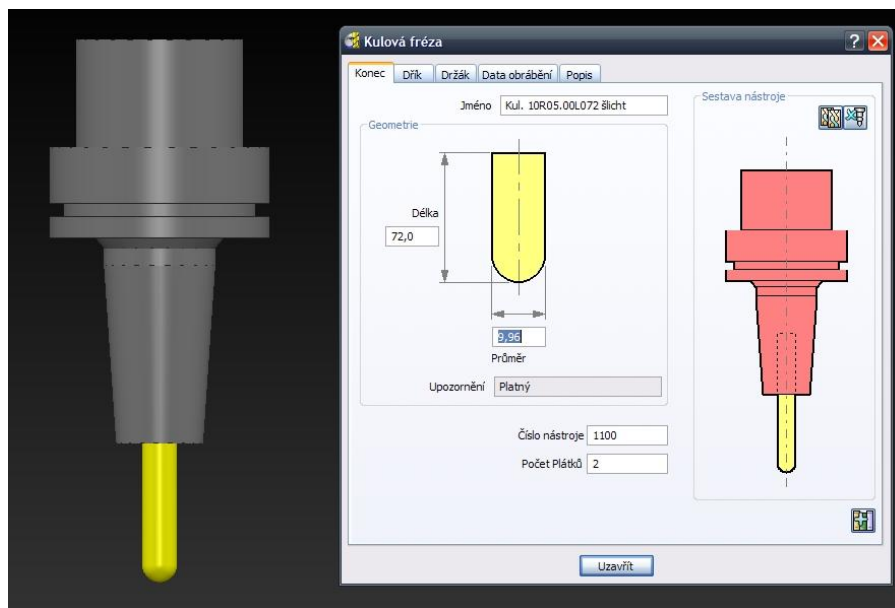 Kulová fréza
Konec Dřík Držák Data obrábění Popis
Jméno Kul. 10R05.00L072 šlicht
Geometrie
Délka
72,0
9,96
Průměr
Upozornění Platný
Číslo nástroje 1100
Počet Plátků 2
Sestava nástroje
Uzavřít